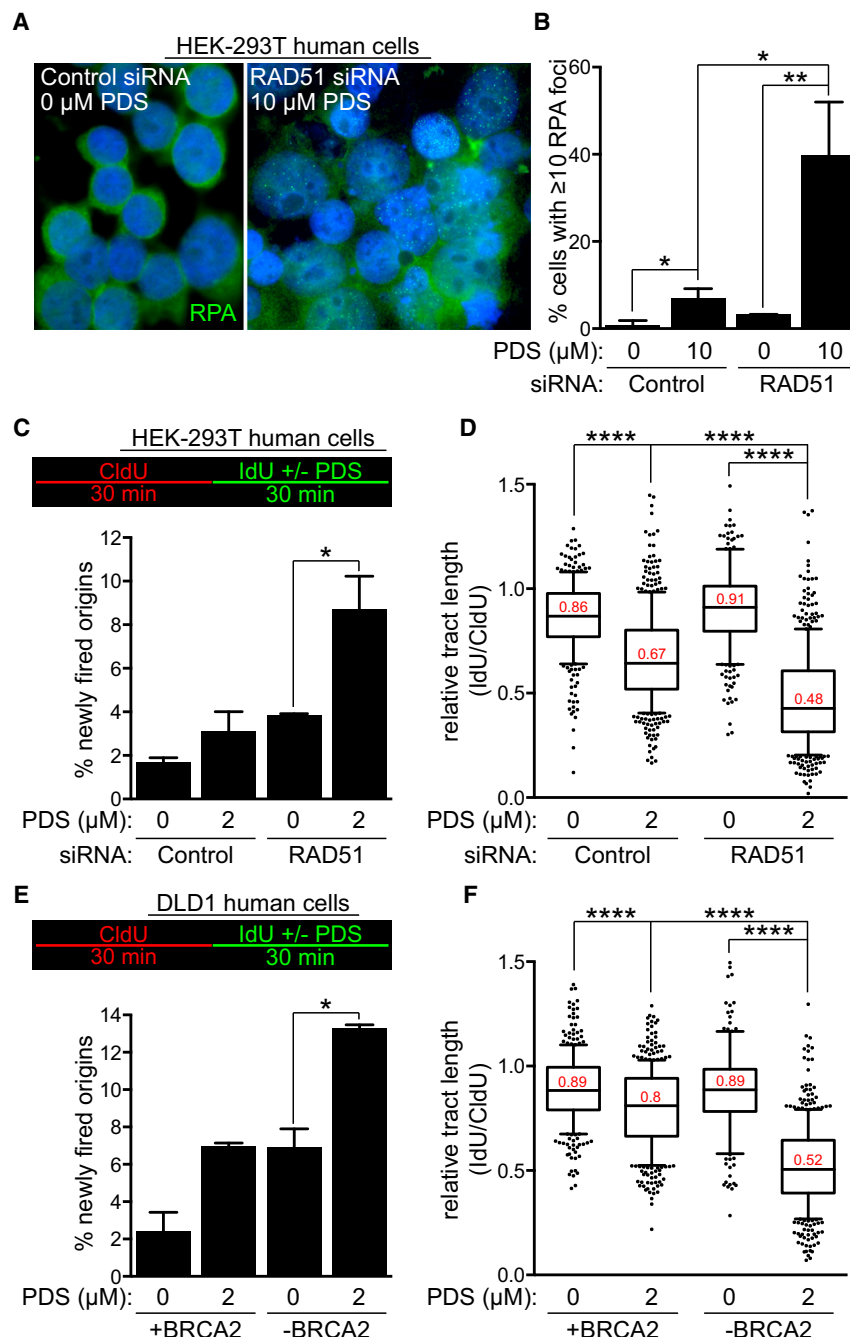 A
HEK-293T human cells
Control siRNA
0 µM PDS
RAD51 siRNA
10 µM PDS
RPA
B
% cells with ≥10 RPA foci
60
40
20
0
*
*
**
PDS (µM): 0 10 0 10
siRNA: Control RAD51
C
HEK-293T human cells
CldU IdU +/- PDS
30 min 30 min
% newly fired origins
12
10
8
6
4
2
0
*
PDS (µM): 0 2 0 2
siRNA: Control RAD51
D
relative tract length
(IdU/CldU)
1.5
1.0
0.5
0.0
**** ****
****
0.86
0.67
0.91
0.48
PDS (µM): 0 2 0 2
siRNA: Control RAD51
E
DLD1 human cells
CldU IdU +/- PDS
30 min 30 min
% newly fired origins
14
12
10
8
6
4
2
0
*
PDS (µM): 0 2 0 2
+BRCA2 -BRCA2
F
relative tract length
(IdU/CldU)
1.5
1.0
0.5
0.0
**** ****
****
0.89
0.8
0.89
0.52
PDS (µM): 0 2 0 2
+BRCA2 -BRCA2